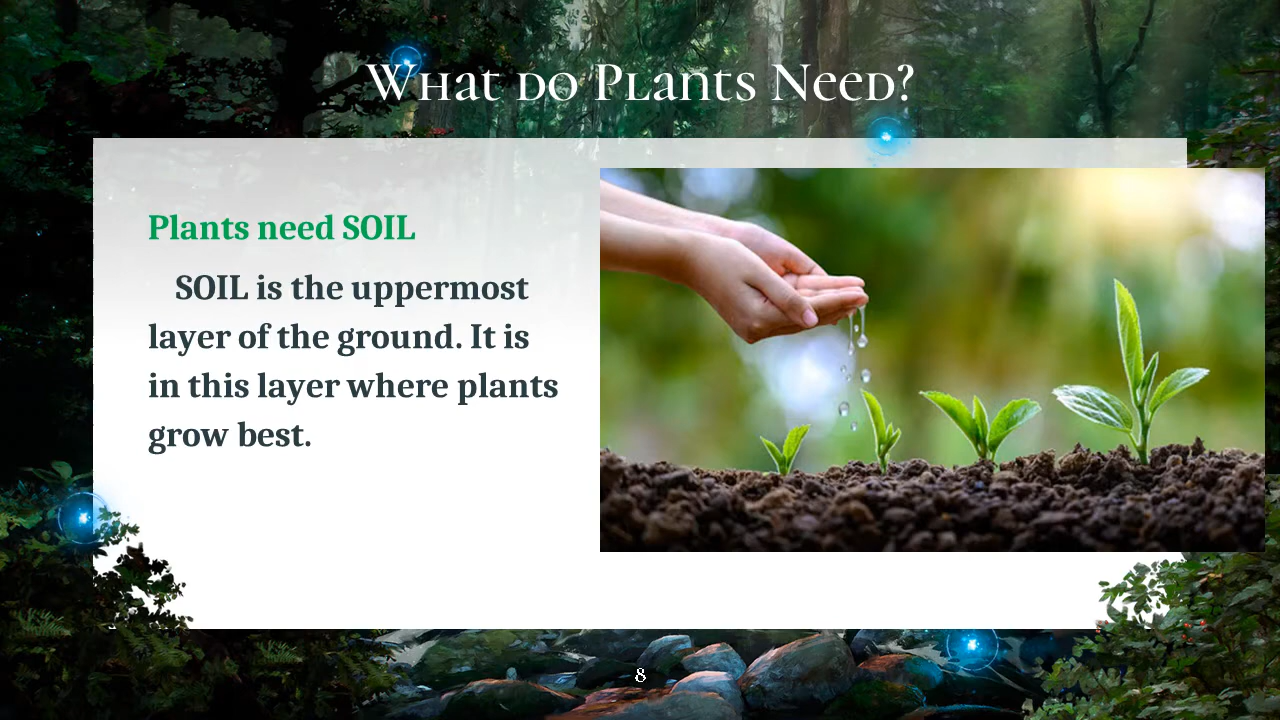 What do Plants Need?
Plants need SOIL
SOIL is the uppermost
layer of the ground. It is
in this layer where plants
grow best.
8